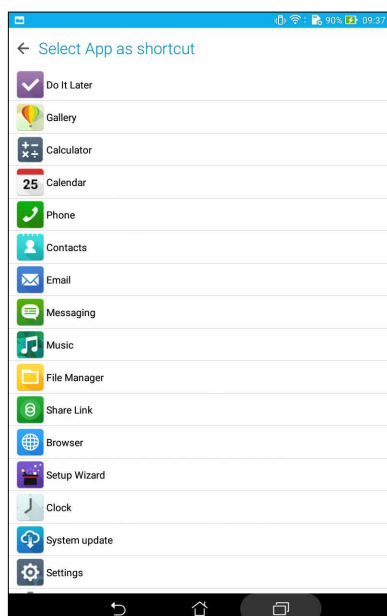 90% 09:37
Select App as shortcut
Do It Later
Gallery
Calculator
25 Calendar
Phone
Contacts
Email
Messaging
Music
File Manager
Share Link
Browser
Setup Wizard
Clock
System update
Settings